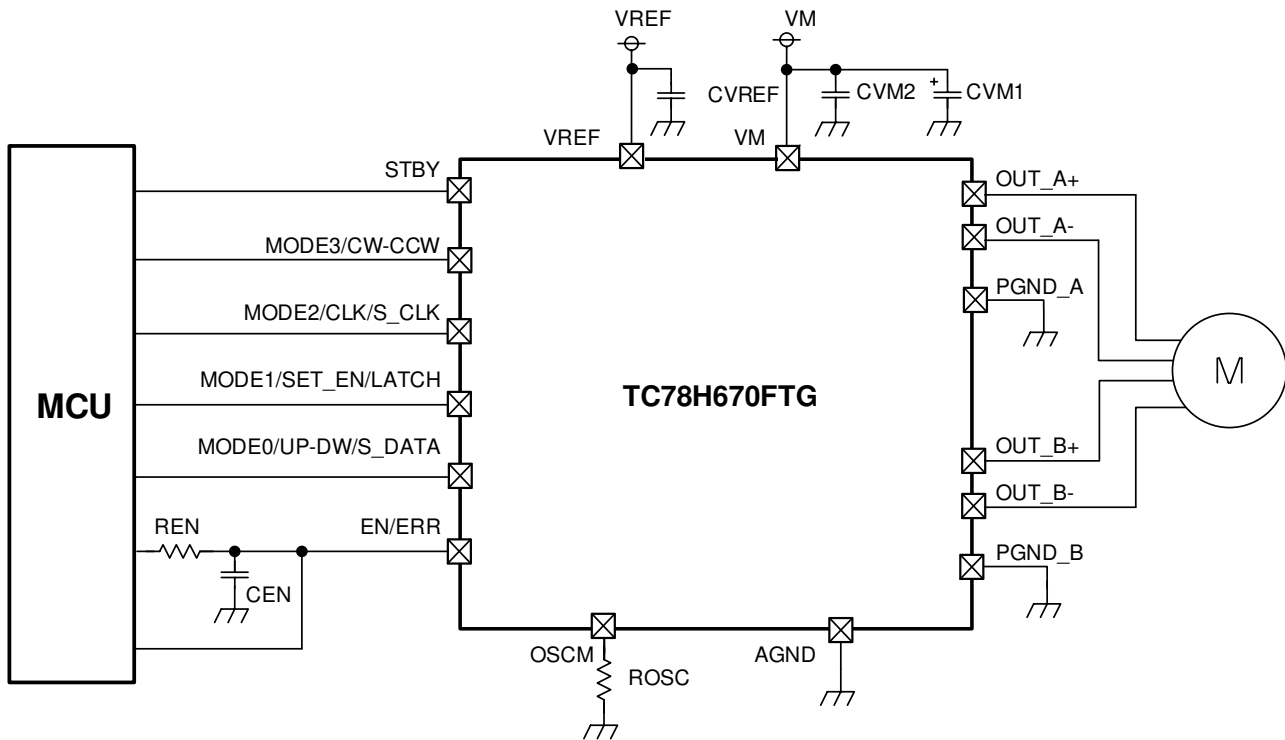 VREF
VM
CVREF
CVM2
+
CVM1
VREF
VM
STBY
OUT_A+
MODE3/CW-CCW
OUT_A-
MODE2/CLK/S_CLK
PGND_A
MODE1/SET_EN/LATCH
MCU
TC78H670FTG
M
MODE0/UP-DW/S_DATA
OUT_B+
OUT_B-
REN
EN/ERR
PGND_B
CEN
OSCM
ROSC
AGND